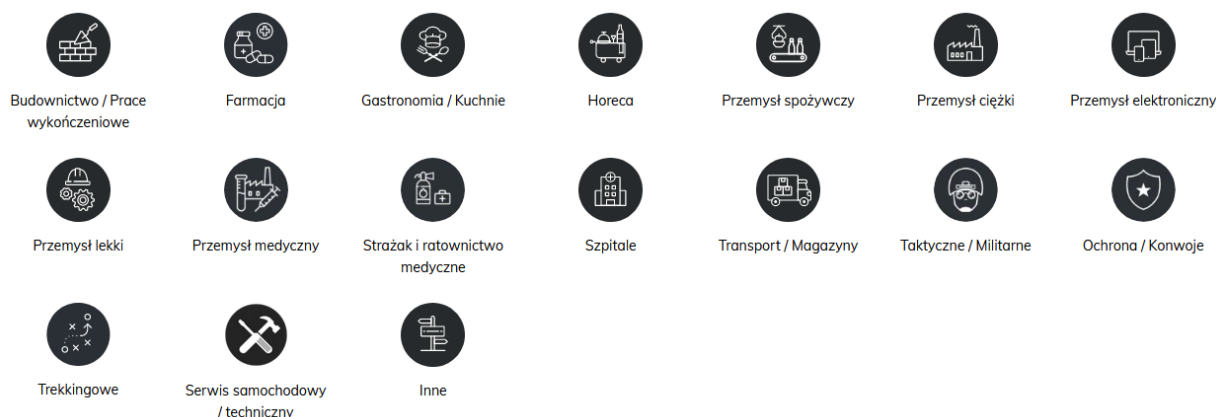 Budownictwo / Prace
wykończeniowe
Farmacja
Gastronomia / Kuchnie
Horeca
Przemysł spożywczy
Przemysł ciężki
Przemysł elektroniczny
Przemysł lekki
Przemysł medyczny
Strażak i ratownictwo
medyczne
Szpitale
Transport / Magazyny
Taktyczne / Militarne
Ochrona / Konwoje
Trekkingowe
Serwis samochodowy
/ techniczny
Inne